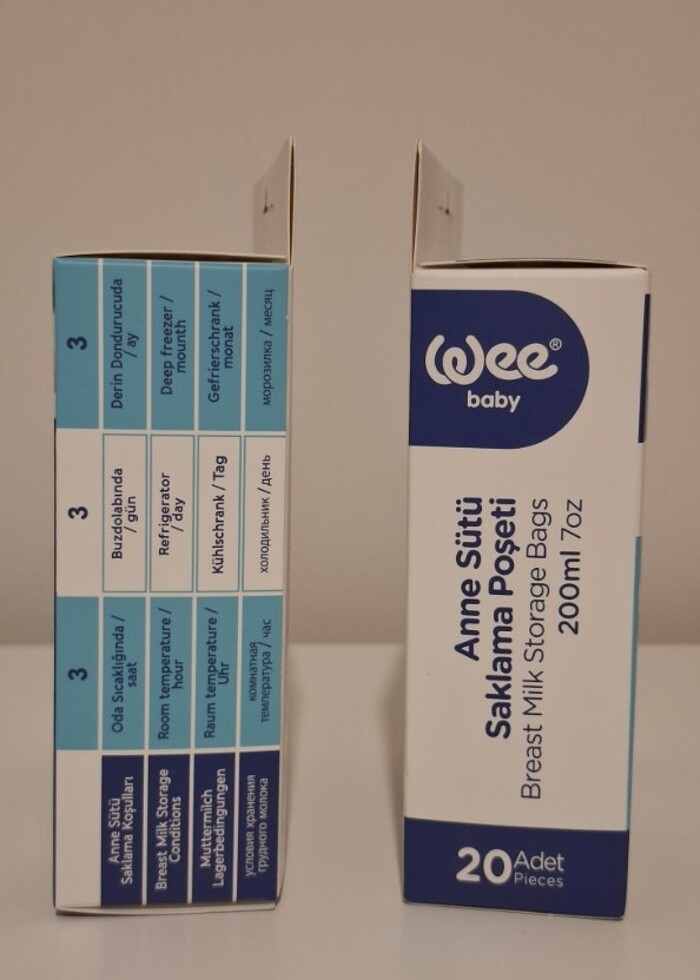 3
Derin Dondurucuda
/ ay
Deep freezer /
mounth
Gefrierschrank /
monat
морозилка / месяц
3
Buzdolabında
/ gün
Refrigerator
/ day
Kühlschrank / Tag
холодильник / день
3
Oda Sıcaklığında /
saat
Room temperature /
hour
Raum temperature /
Uhr
комнатная
температура / час
Anne Sütü
Saklama Koşulları
Breast Milk Storage
Conditions
Muttermilch
Lagerbedingungen
условия хранения
грудного молока
wee®
baby
Anne Sütü
Saklama Poşeti
Breast Milk Storage Bags
200ml 7oz
20 Adet
Pieces